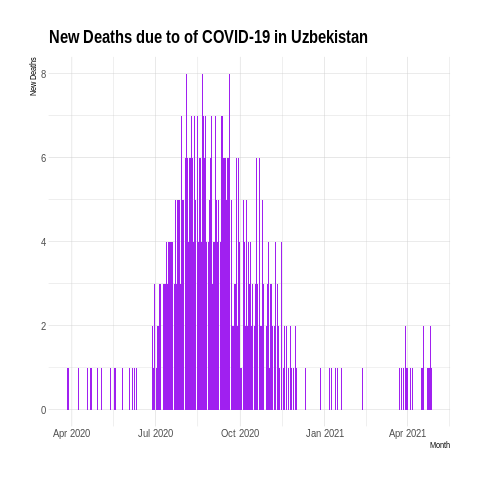 New Deaths due to of COVID-19 in Uzbekistan
New Deaths
8
6
4
2
0
Apr 2020 Jul 2020 Oct 2020 Jan 2021 Apr 2021
Month